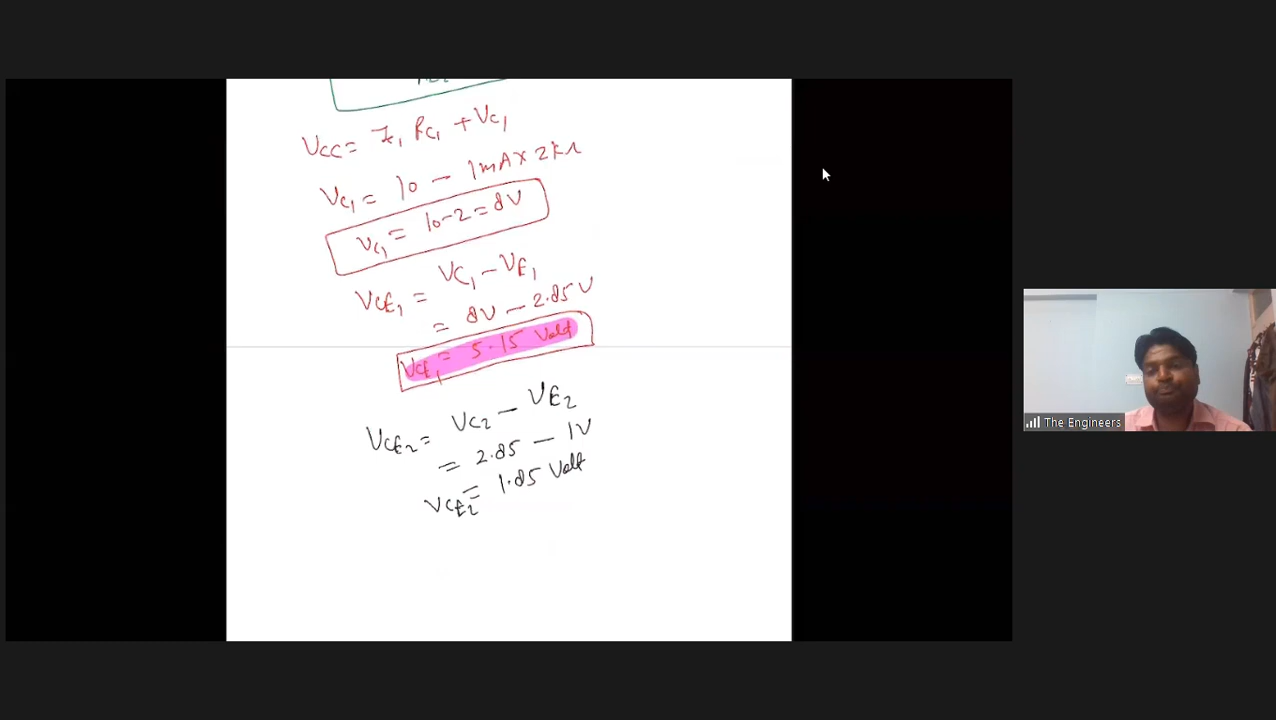 VCC = I₁ RC₁ + VC₁
VC₁ = 10 - 1mA x 2kΩ
VC₁ = 10-2 = 8V
VCE₁ = VC₁ - VE₁
= 8V - 2.85 V
VCE₁ = 5.15 Volt
VCE₂ = VC₂ - VE₂
= 2.85 - 1V
VCE₂ = 1.85 Volt
The Engineers